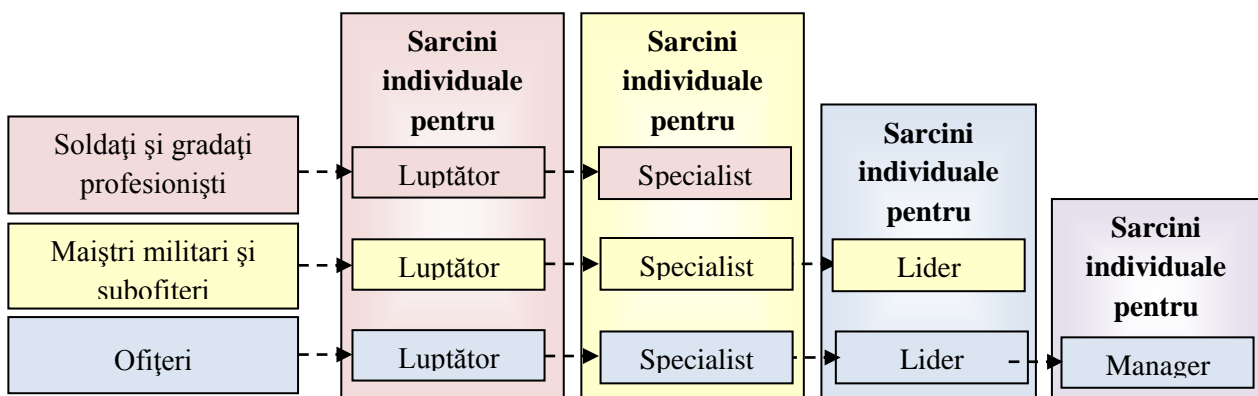 Sarcini
individuale
pentru
Sarcini
individuale
pentru
Sarcini
individuale
pentru
Sarcini
individuale
pentru
Soldaţi şi gradaţi
profesionişti
Luptător
Specialist
Maiştri militari şi
subofiţeri
Luptător
Specialist
Lider
Ofiţeri
Luptător
Specialist
Lider
Manager